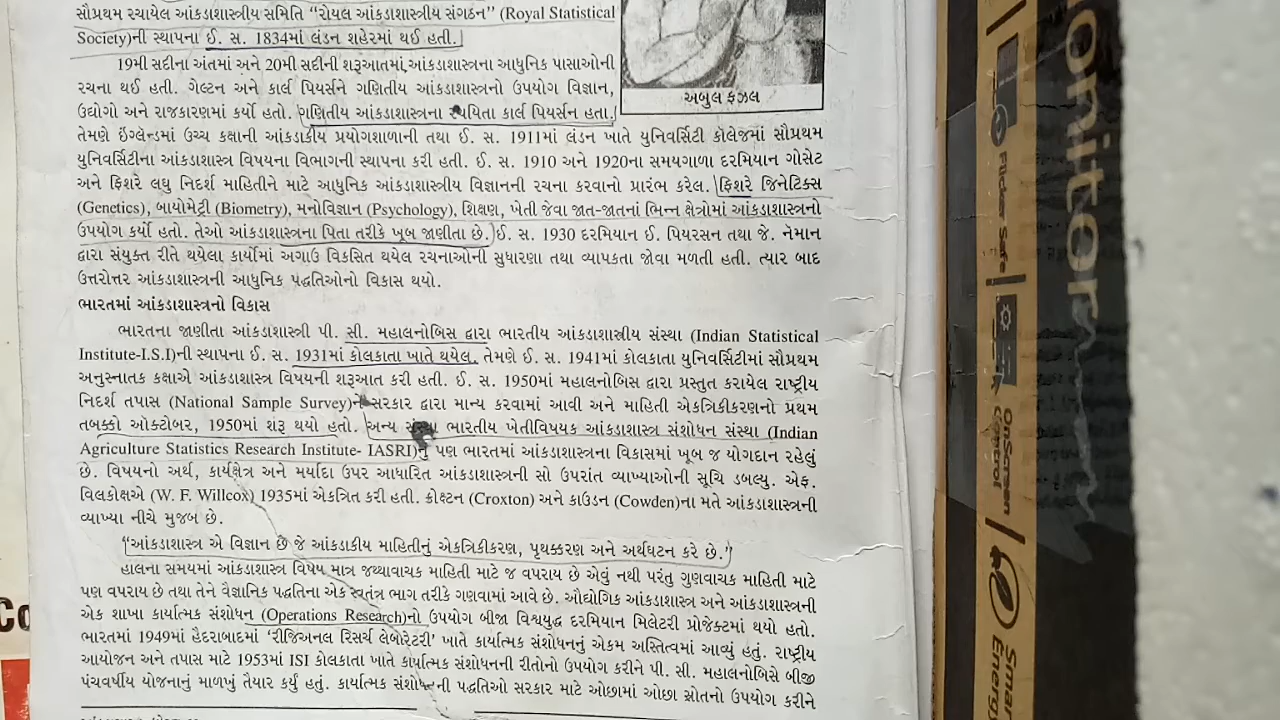 સૌપ્રથમ રચાયેલ આંકડાશાસ્ત્રીય સમિતિ “રોયલ આંકડાશાસ્ત્રીય સંગઠન” (Royal Statistical
Society)ની સ્થાપના ઈ. સ. 1834માં લંડન શહેરમાં થઈ હતી.
19મી સદીના અંતમાં અને 20મી સદીની શરૂઆતમાં, આંકડાશાસ્ત્રના આધુનિક પાસાઓની
રચના થઈ હતી. ગેલ્ટન અને કાર્લ પિયર્સને ગણિતીય આંકડાશાસ્ત્રનો ઉપયોગ વિજ્ઞાન,
ઉદ્યોગો અને રાજકારણમાં કર્યો હતો. ગણિતીય આંકડાશાસ્ત્રના સ્થાપિતા કાર્લ પિયર્સન હતા.
અબુલ ફઝલ
તેમણે ઇંગ્લેન્ડમાં ઉચ્ચ કક્ષાની આંકડાકીય પ્રયોગશાળાની તથા ઈ. સ. 1911માં લંડન ખાતે યુનિવર્સિટી કૉલેજમાં સૌપ્રથમ
યુનિવર્સિટીના આંકડાશાસ્ત્ર વિષયના વિભાગની સ્થાપના કરી હતી. ઈ. સ. 1910 અને 1920ના સમયગાળા દરમિયાન ગોસેટ
અને ફિશરે લઘુ નિદર્શ માહિતીને માટે આધુનિક આંકડાશાસ્ત્રીય વિજ્ઞાનની રચના કરવાનો પ્રારંભ કરેલ. ફિશરે જિનેટિક્સ
(Genetics), બાયોમેટ્રી (Biometry), મનોવિજ્ઞાન (Psychology), શિક્ષણ, ખેતી જેવા જાત-જાતનાં ભિન્ન ક્ષેત્રોમાં આંકડાશાસ્ત્રનો
ઉપયોગ કર્યો હતો. તેઓ આંકડાશાસ્ત્રના પિતા તરીકે ખૂબ જાણીતા છે. ઈ. સ. 1930 દરમિયાન ઈ. પિયરસન તથા જે. નેમાન
દ્વારા સંયુક્ત રીતે થયેલા કાર્યોમાં અગાઉ વિકસિત થયેલ રચનાઓની સુધારણા તથા વ્યાપકતા જોવા મળતી હતી. ત્યાર બાદ
ઉત્તરોત્તર આંકડાશાસ્ત્રની આધુનિક પદ્ધતિઓનો વિકાસ થયો.
ભારતમાં આંકડાશાસ્ત્રનો વિકાસ
ભારતના જાણીતા આંકડાશાસ્ત્રી પી. સી. મહાલનોબિસ દ્વારા ભારતીય આંકડાશાસ્ત્રીય સંસ્થા (Indian Statistical
Institute-I.S.I)ની સ્થાપના ઈ. સ. 1931માં કોલકાતા ખાતે થયેલ. તેમણે ઈ. સ. 1941માં કોલકાતા યુનિવર્સિટીમાં સૌપ્રથમ
અનુસ્નાતક કક્ષાએ આંકડાશાસ્ત્ર વિષયની શરૂઆત કરી હતી. ઈ. સ. 1950માં મહાલનોબિસ દ્વારા પ્રસ્તુત કરાયેલ રાષ્ટ્રીય
નિદર્શ તપાસ (National Sample Survey)ને સરકાર દ્વારા માન્ય કરવામાં આવી અને માહિતી એકત્રિકીકરણનો પ્રથમ
તબક્કો ઑક્ટોબર, 1950માં શરૂ થયો હતો. અન્ય સંસ્થા ભારતીય ખેતીવિષયક આંકડાશાસ્ત્ર સંશોધન સંસ્થા (Indian
Agriculture Statistics Research Institute- IASRI)નું પણ ભારતમાં આંકડાશાસ્ત્રના વિકાસમાં ખૂબ જ યોગદાન રહેલું
છે. વિષયનો અર્થ, કાર્યક્ષેત્ર અને મર્યાદા ઉપર આધારિત આંકડાશાસ્ત્રની સો ઉપરાંત વ્યાખ્યાઓની સૂચિ ડબલ્યુ. એફ.
વિલકોક્ષએ (W. F. Willcox) 1935માં એકત્રિત કરી હતી. ક્રોક્ષ્ટન (Croxton) અને કાઉડન (Cowden)ના મતે આંકડાશાસ્ત્રની
વ્યાખ્યા નીચે મુજબ છે.
“આંકડાશાસ્ત્ર એ વિજ્ઞાન છે જે આંકડાકીય માહિતીનું એકત્રિકીકરણ, પૃથક્કરણ અને અર્થઘટન કરે છે.”
હાલના સમયમાં આંકડાશાસ્ત્ર વિષય માત્ર જથ્થાવાચક માહિતી માટે જ વપરાય છે એવું નથી પરંતુ ગુણવાચક માહિતી માટે
પણ વપરાય છે તથા તેને વૈજ્ઞાનિક પદ્ધતિના એક સ્વતંત્ર ભાગ તરીકે ગણવામાં આવે છે. ઔદ્યોગિક આંકડાશાસ્ત્ર અને આંકડાશાસ્ત્રની
એક શાખા કાર્યાત્મક સંશોધન (Operations Research)નો ઉપયોગ બીજા વિશ્વયુદ્ધ દરમિયાન મિલેટરી પ્રોજેક્ટમાં થયો હતો.
ભારતમાં 1949માં હૈદરાબાદમાં ‘રીજિઅનલ રિસર્ચ લેબોરેટરી’ ખાતે કાર્યાત્મક સંશોધનનું એકમ અસ્તિત્વમાં આવ્યું હતું. રાષ્ટ્રીય
આયોજન અને તપાસ માટે 1953માં ISI કોલકાતા ખાતે કાર્યાત્મક સંશોધનની રીતોનો ઉપયોગ કરીને પી. સી. મહાલનોબિસે બીજી
પંચવર્ષીય યોજનાનું માળખું તૈયાર કર્યું હતું. કાર્યાત્મક સંશોધનની પદ્ધતિઓ સરકાર માટે ઓછામાં ઓછા સ્રોતનો ઉપયોગ કરીને
Co
onitor
Flicker Safe
OnScreen
Control
Smar
Energy